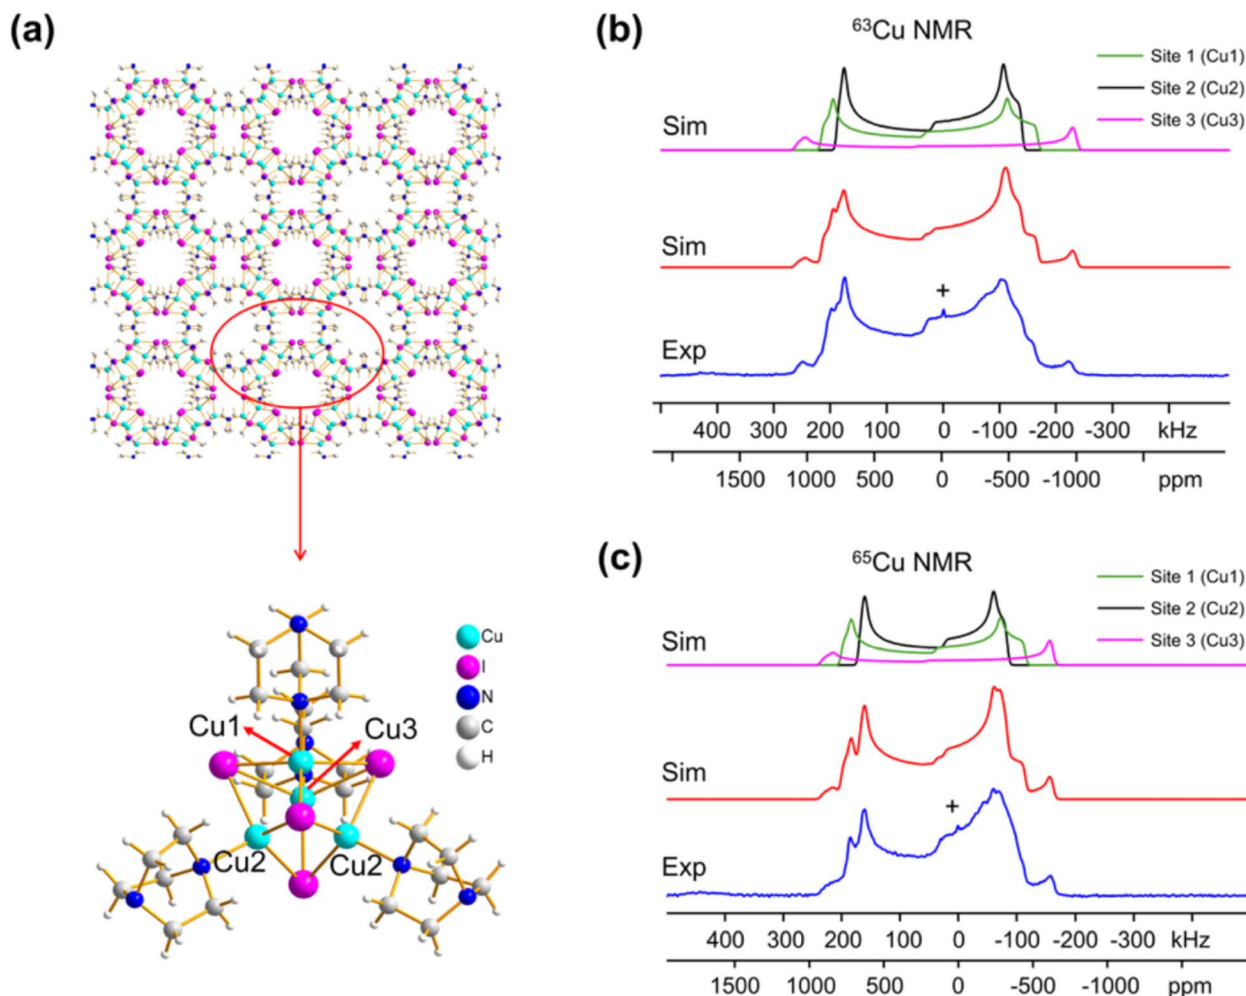 (a)
Cu
I
N
C
H
Cu1
Cu3
Cu2
Cu2
(b)
⁶³Cu NMR
Site 1 (Cu1)
Site 2 (Cu2)
Site 3 (Cu3)
Sim
Sim
+
Exp
400 300 200 100 0 -100 -200 -300 kHz
1500 1000 500 0 -500 -1000 ppm
(c)
⁶⁵Cu NMR
Site 1 (Cu1)
Site 2 (Cu2)
Site 3 (Cu3)
Sim
Sim
+
Exp
400 300 200 100 0 -100 -200 -300 kHz
1500 1000 500 0 -500 -1000 ppm